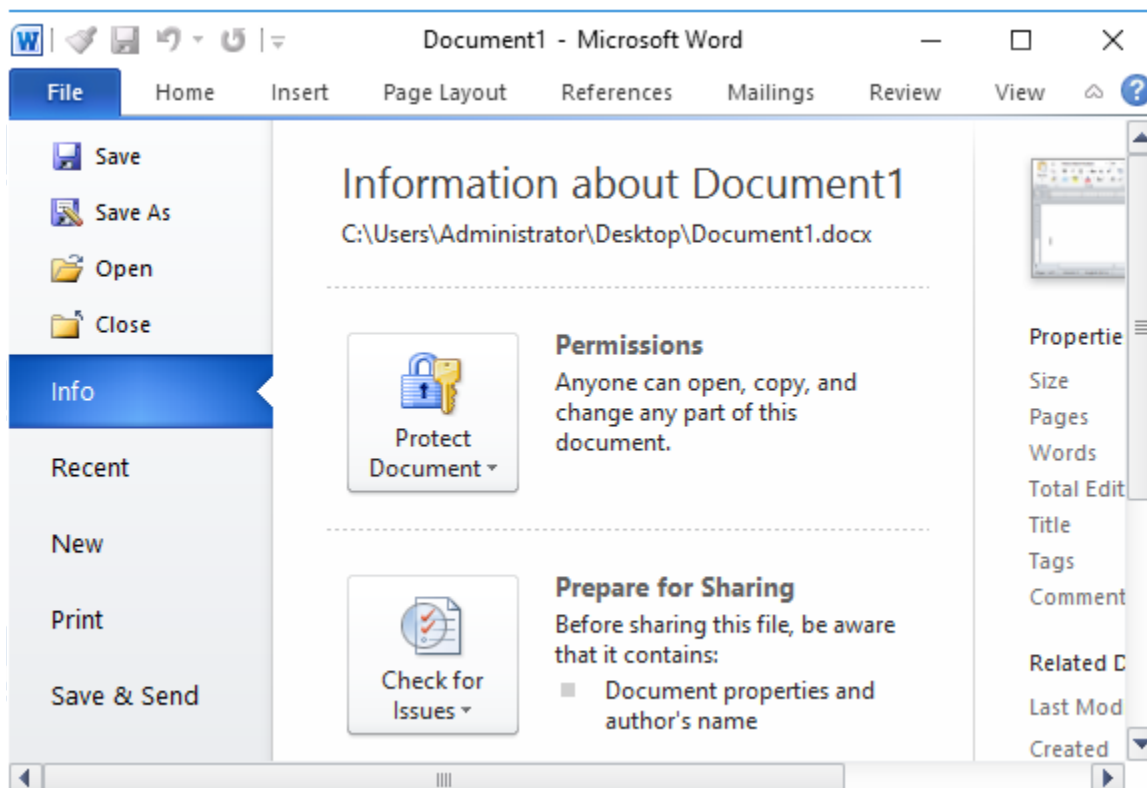 Document1 - Microsoft Word
File Home Insert Page Layout References Mailings Review View
Save
Save As
Open
Close
Info
Recent
New
Print
Save & Send
Information about Document1
C:\Users\Administrator\Desktop\Document1.docx
Protect
Document
Permissions
Anyone can open, copy, and
change any part of this
document.
Check for
Issues
Prepare for Sharing
Before sharing this file, be aware
that it contains:
Document properties and
author's name
Propertie
Size
Pages
Words
Total Edit
Title
Tags
Comment
Related D
Last Mod
Created